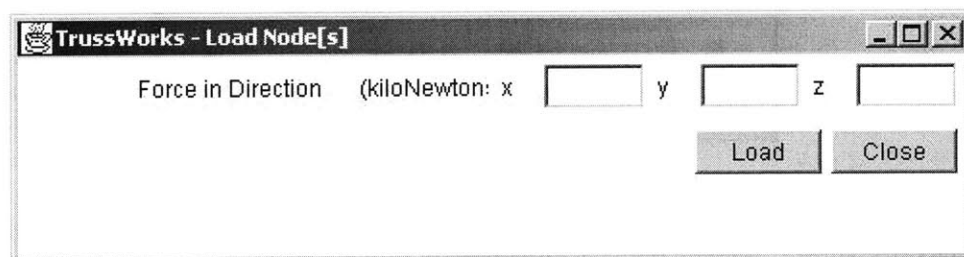 TrussWorks - Load Node[s]
Force in Direction (kiloNewton: x y z
Load Close